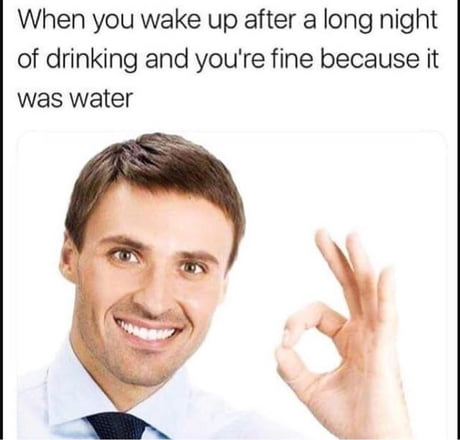 When you wake up after a long night
of drinking and you're fine because it
was water